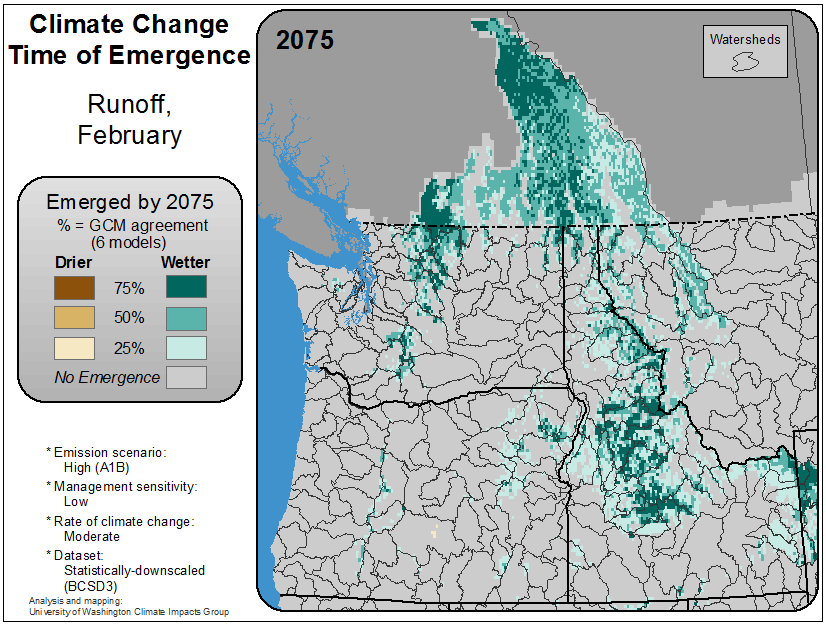 Climate Change
Time of Emergence
Runoff,
February
Emerged by 2075
% = GCM agreement
(6 models)
Drier Wetter
75%
50%
25%
No Emergence
* Emission scenario:
High (A1B)
* Management sensitivity:
Low
* Rate of climate change:
Moderate
* Dataset:
Statistically-downscaled
(BCSD3)
Analysis and mapping:
University of Washington Climate Impacts Group
2075
Watersheds